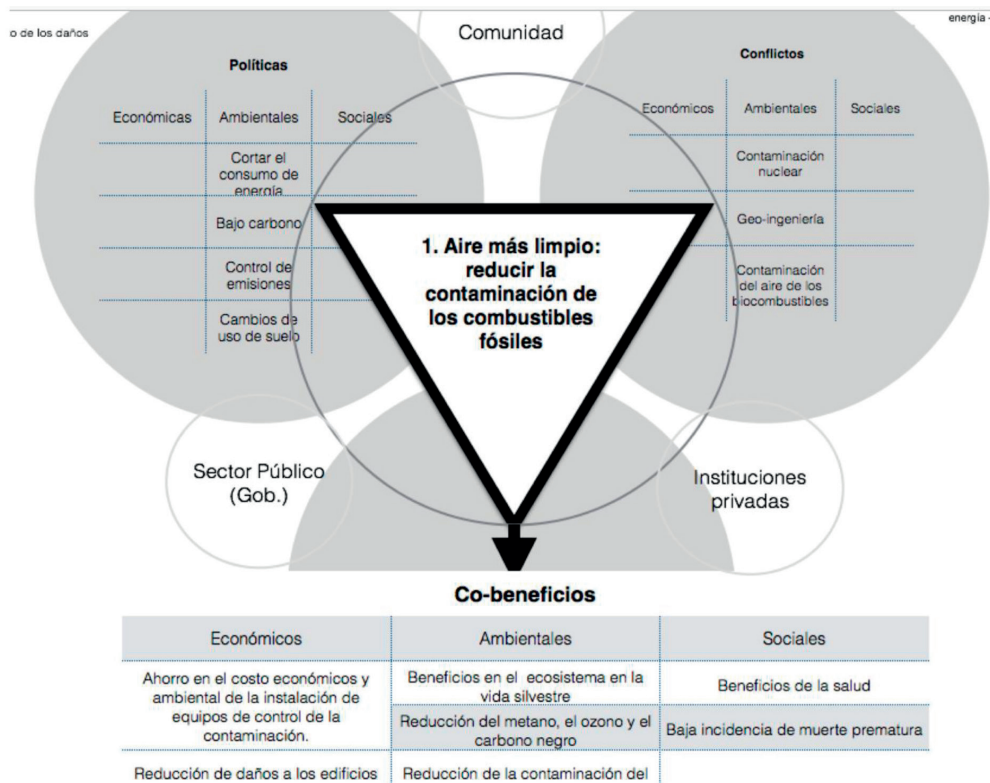 o de los daños
energía -
Comunidad
Políticas
Económicas Ambientales Sociales
Cortar el
consumo de
energía
Bajo carbono
Control de
emisiones
Cambios de
uso de suelo
Conflictos
Económicos Ambientales Sociales
Contaminación
nuclear
Geo-ingeniería
Contaminación
del aire de los
biocombustibles
1. Aire más limpio:
reducir la
contaminación de
los combustibles
fósiles
Sector Público
(Gob.)
Instituciones
privadas
Co-beneficios
Económicos Ambientales Sociales
Ahorro en el costo económicos y
ambiental de la instalación de
equipos de control de la
contaminación.
Beneficios en el ecosistema en la
vida silvestre
Beneficios de la salud
Reducción del metano, el ozono y el
carbono negro
Baja incidencia de muerte prematura
Reducción de daños a los edificios
Reducción de la contaminación del